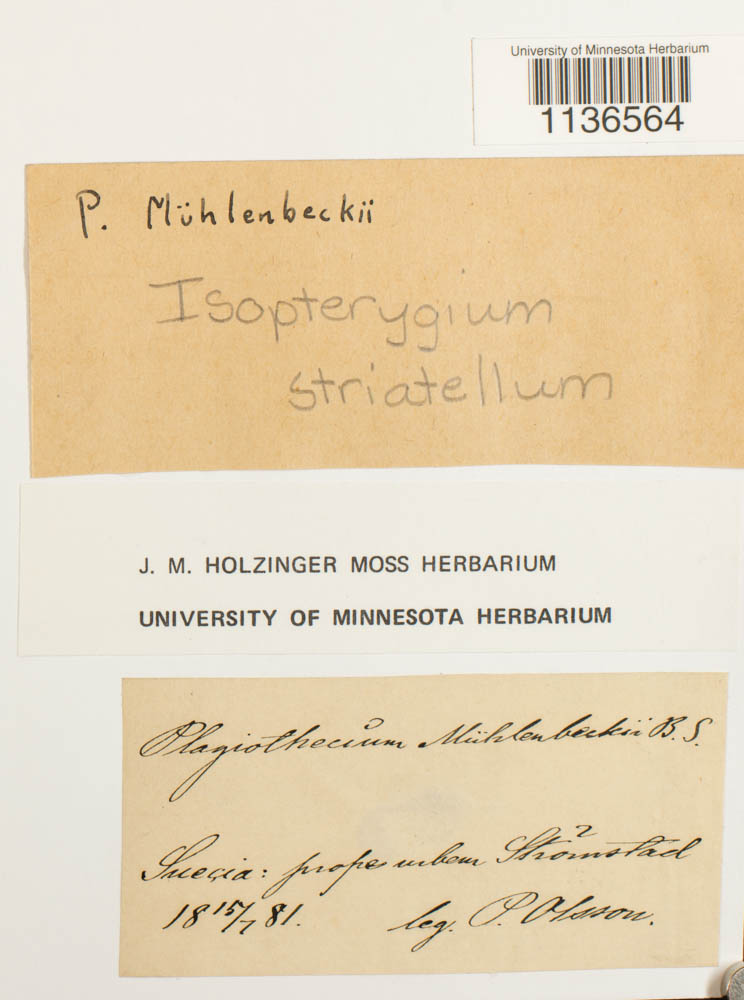 University of Minnesota Herbarium
1136564
P. Mühlenbeckii
Isopterygium
striatellum
J. M. HOLZINGER MOSS HERBARIUM
UNIVERSITY OF MINNESOTA HERBARIUM
Plagiothecium Mühlenbeckii B. S.
Suecia: prope urbem Strömstad
18 15/7 81. leg. P. Olsson.